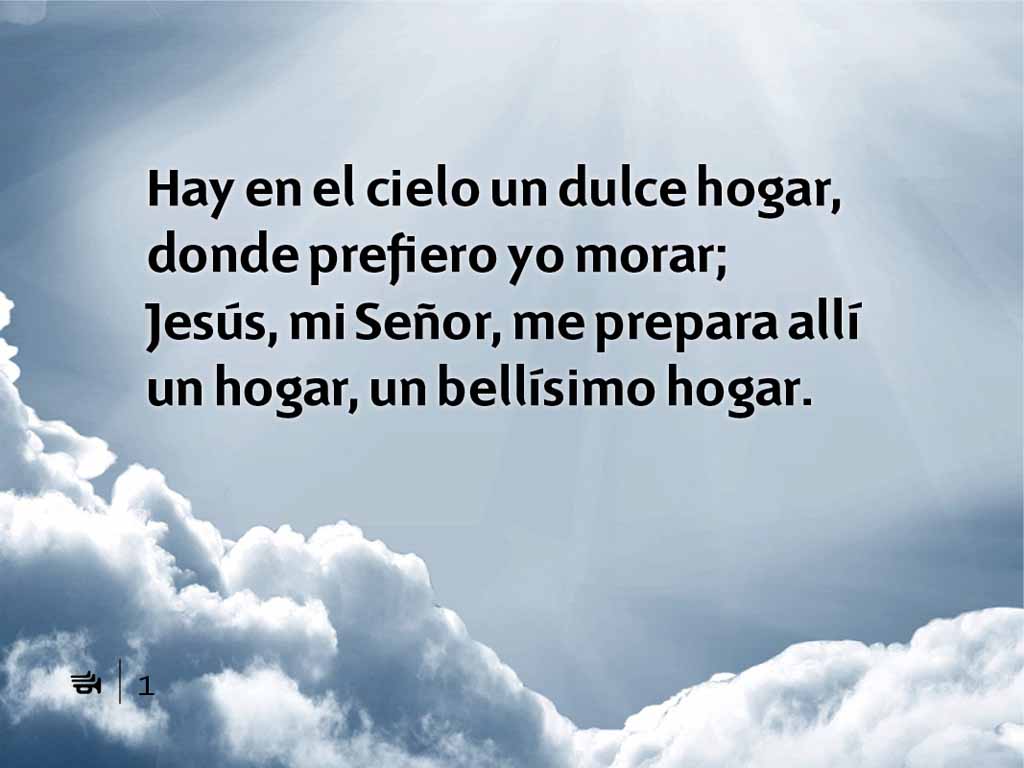 Hay en el cielo un dulce hogar,
donde prefiero yo morar;
Jesús, mi Señor, me prepara allí
un hogar, un bellísimo hogar.
1